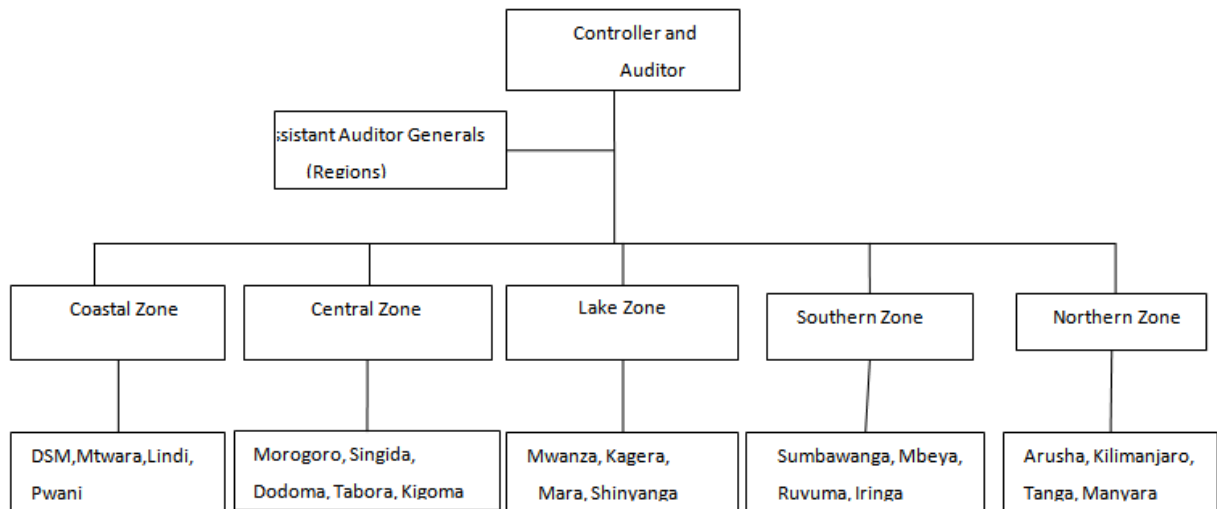 Controller and
Auditor
ssistant Auditor Generals
(Regions)
Coastal Zone
Central Zone
Lake Zone
Southern Zone
Northern Zone
DSM,Mtwara,Lindi,
Pwani
Morogoro, Singida,
Dodoma, Tabora, Kigoma
Mwanza, Kagera,
Mara, Shinyanga
Sumbawanga, Mbeya,
Ruvuma, Iringa
Arusha, Kilimanjaro,
Tanga, Manyara